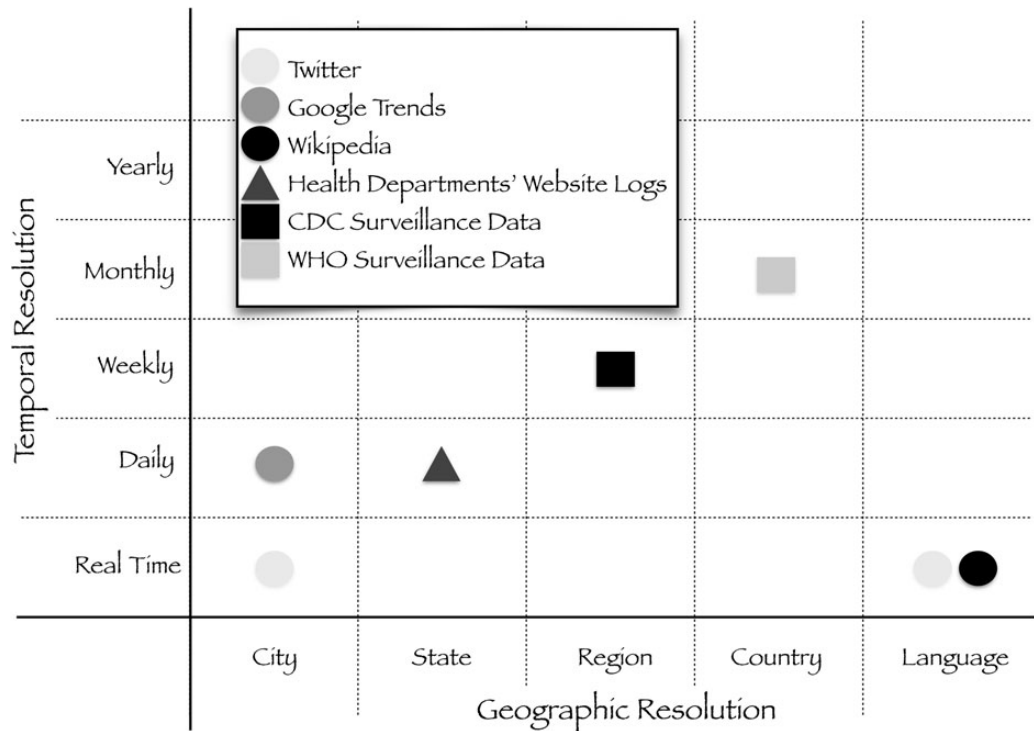 Twitter
Google Trends
Wikipedia
Health Departments' Website Logs
CDC Surveillance Data
WHO Surveillance Data
Temporal Resolution
Yearly
Monthly
Weekly
Daily
Real Time
City
State
Region
Country
Language
Geographic Resolution